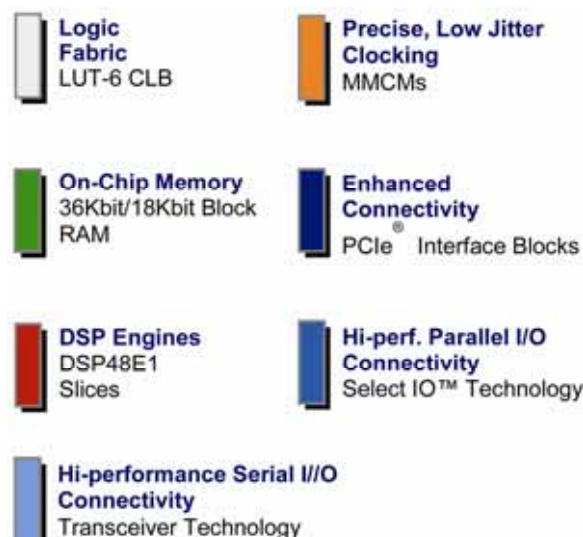 Logic
Fabric
LUT-6 CLB
Precise, Low Jitter
Clocking
MMCMs
On-Chip Memory
36Kbit/18Kbit Block
RAM
Enhanced
Connectivity
PCIe® Interface Blocks
DSP Engines
DSP48E1
Slices
Hi-perf. Parallel I/O
Connectivity
Select IO™ Technology
Hi-performance Serial I//O
Connectivity
Transceiver Technology